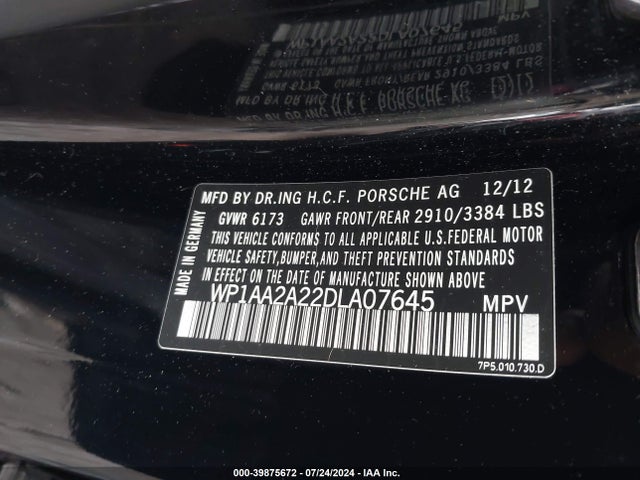 MFD BY DR.ING H.C.F. PORSCHE AG 12/12
GVWR 6173 GAWR FRONT/REAR 2910/3384 LBS
THIS VEHICLE CONFORMS TO ALL APPLICABLE U.S.FEDERAL MOTOR
VEHICLE SAFETY,BUMPER,AND THEFT PREVENTION STANDARDS
IN EFFECT ON THE DATE OF MANUFACTURE SHOWN ABOVE.
WP1AA2A22DLA07645 MPV
MADE IN GERMANY
7P5.010.730.D
000-39875672 - 07/24/2024 - IAAI.CA